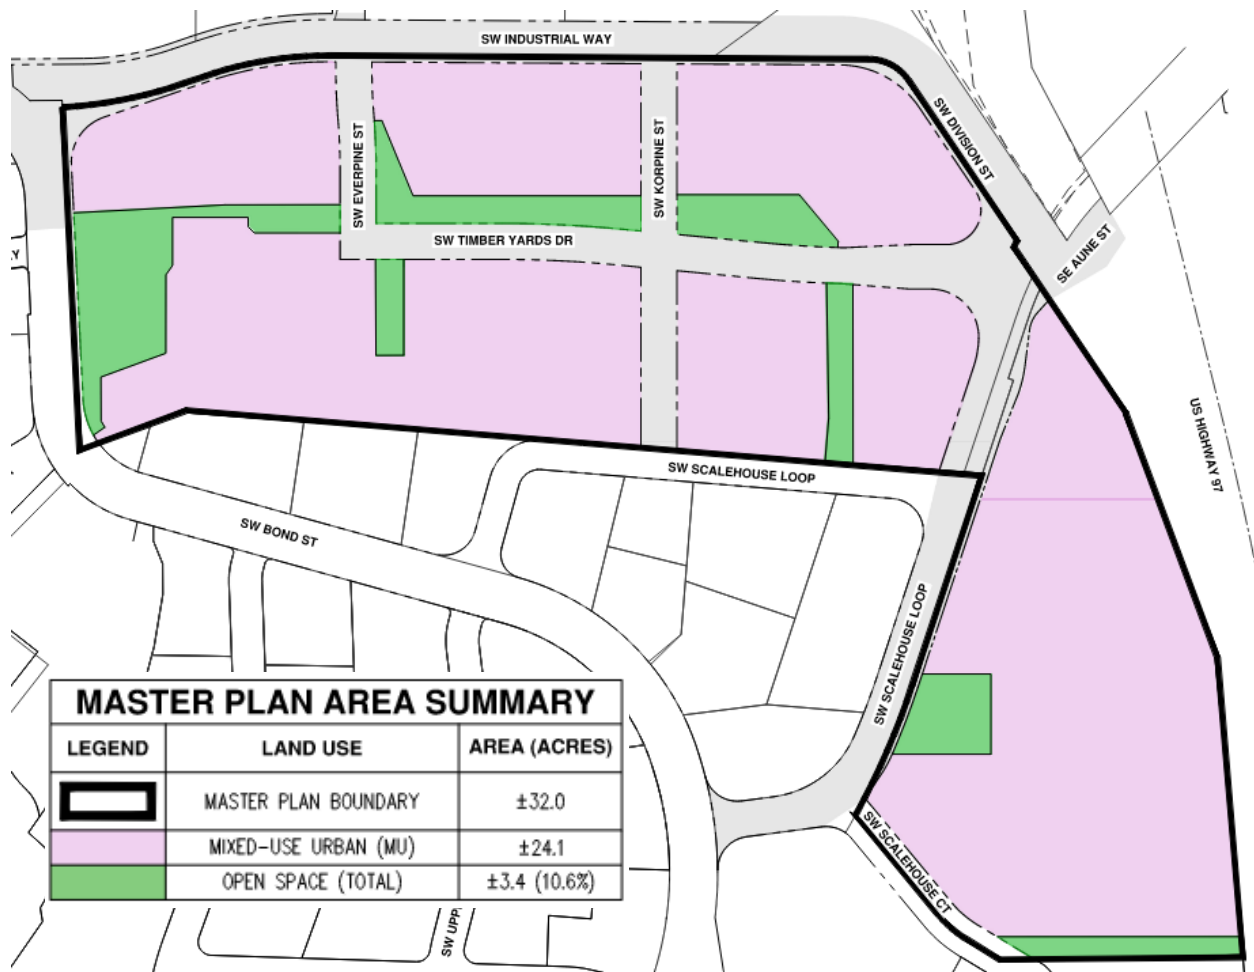 SW INDUSTRIAL WAY
SW DIVISION ST
SW EVERPINE ST
SW KORPINE ST
SW TIMBER YARDS DR
SE AUNE ST
US HIGHWAY 97
SW SCALEHOUSE LOOP
SW BOND ST
SW SCALEHOUSE LOOP
SW SCALEHOUSE CT
MASTER PLAN AREA SUMMARY
LEGEND LAND USE AREA (ACRES)
MASTER PLAN BOUNDARY ±32.0
MIXED-USE URBAN (MU) ±24.1
OPEN SPACE (TOTAL) ±3.4 (10.6%)
SW UPP